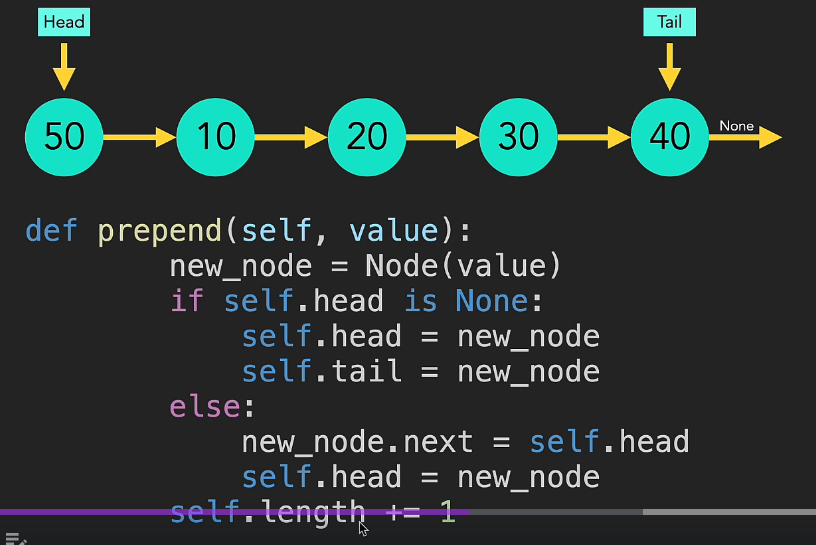 Head Tail
50 10 20 30 40 None
def prepend(self, value):
        new_node = Node(value)
        if self.head is None:
            self.head = new_node
            self.tail = new_node
        else:
            new_node.next = self.head
            self.head = new_node
        self.length += 1